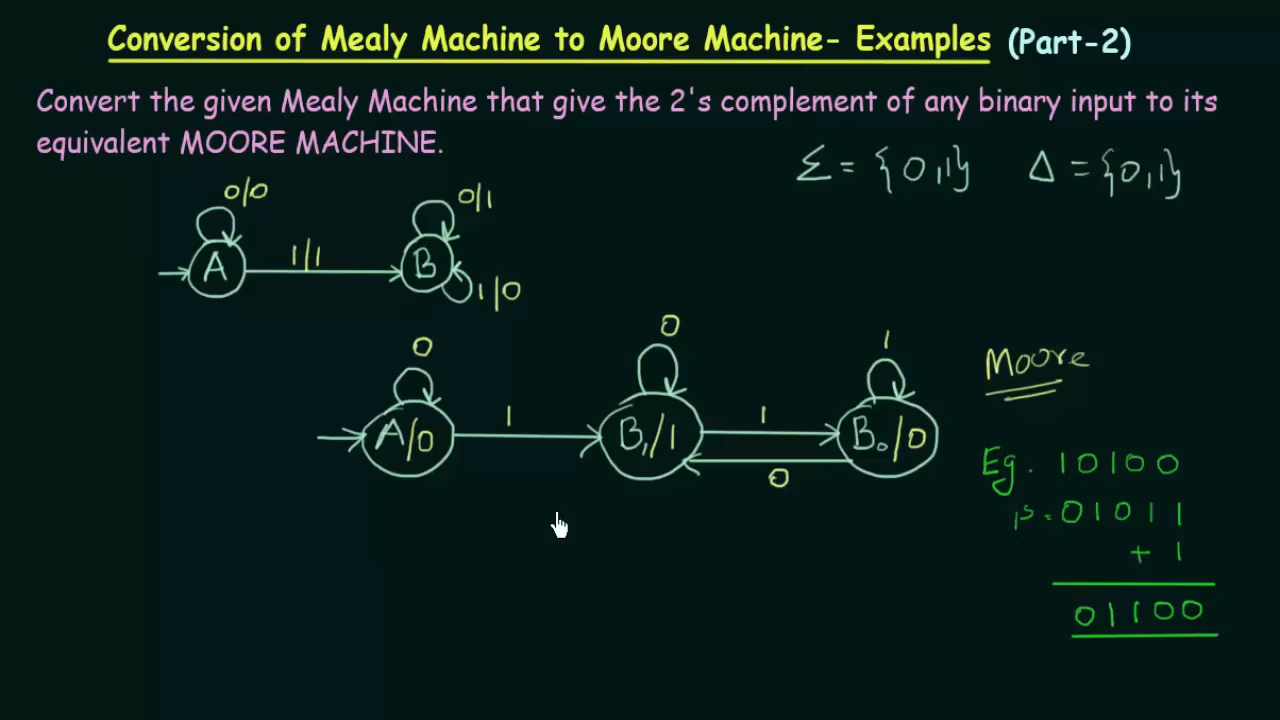 Conversion of Mealy Machine to Moore Machine- Examples (Part-2)
Convert the given Mealy Machine that give the 2's complement of any binary input to its
equivalent MOORE MACHINE.
Σ = {0,1} Δ = {0,1}
0/0 0/1
A 1/1 B
1/0
0 0 1
Moore
A/0 1 B₁/1 1 B₀/0
0
Eg. 10100
1's = 01011
+ 1
01100